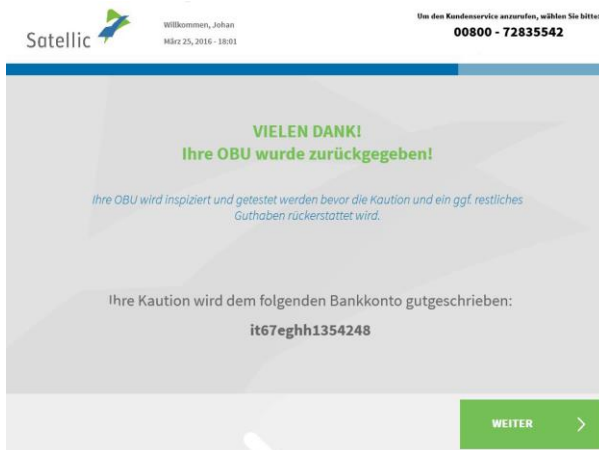 Satellic
Willkommen, Johan
März 25, 2016 - 18:01
Um den Kundenservice anzurufen, wählen Sie bitte:
00800 - 72835542
VIELEN DANK!
Ihre OBU wurde zurückgegeben!
Ihre OBU wird inspiziert und getestet werden bevor die Kaution und ein ggf. restliches
Guthaben rückerstattet wird.
Ihre Kaution wird dem folgenden Bankkonto gutgeschrieben:
it67eghh1354248
WEITER